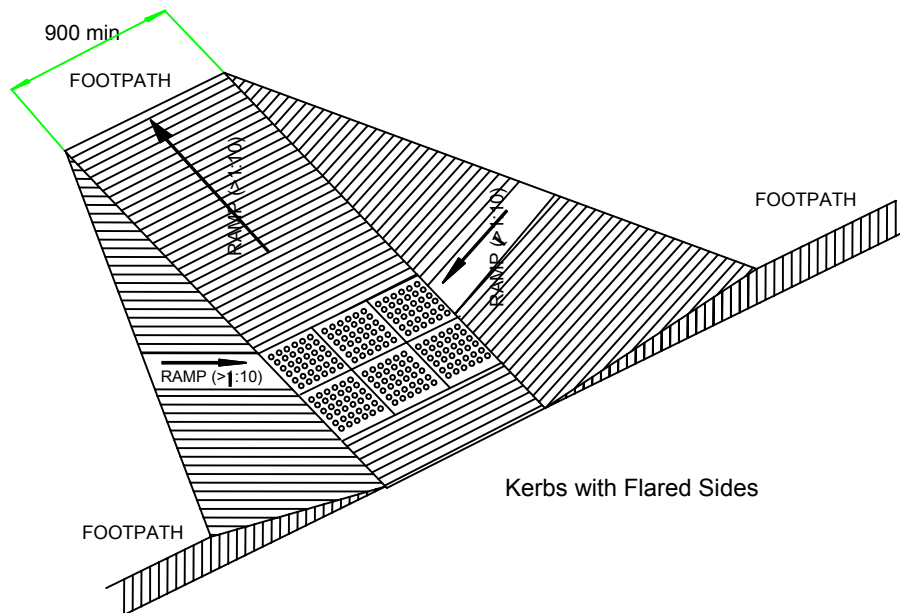 900 min
FOOTPATH
RAMP (>1:10)
RAMP (>1:10)
FOOTPATH
RAMP (>1:10)
Kerbs with Flared Sides
FOOTPATH